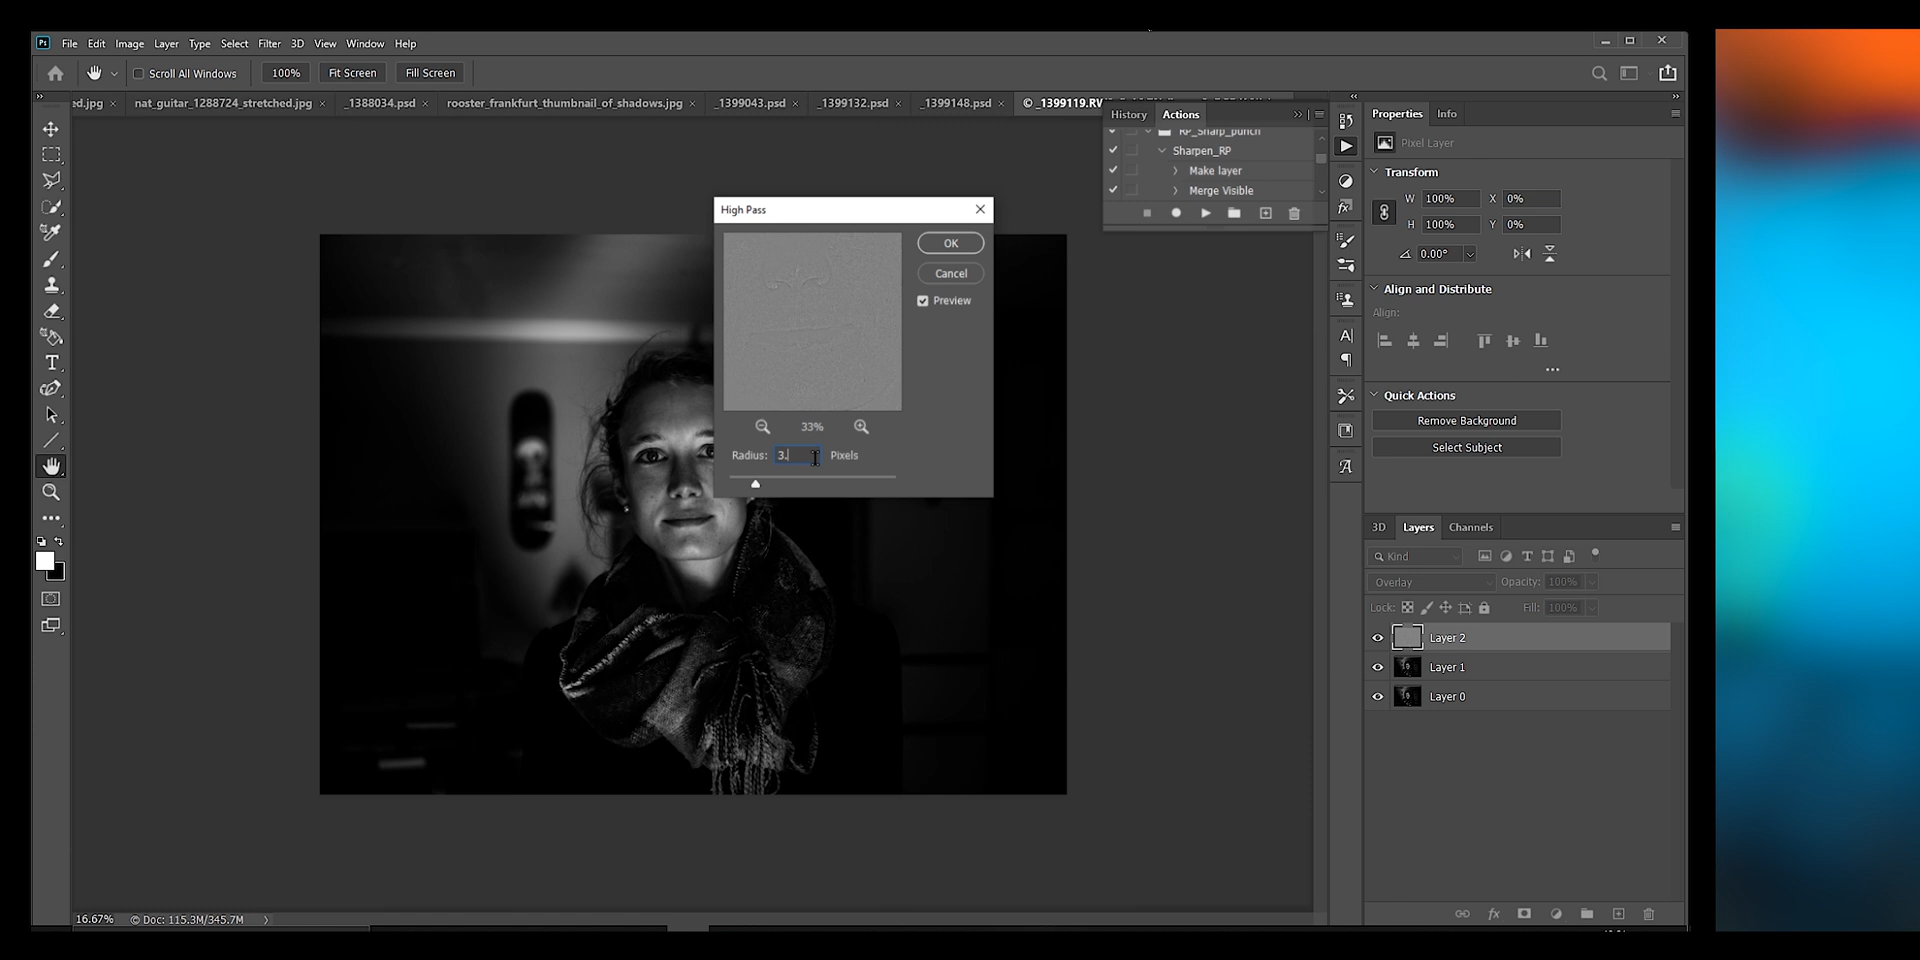 Ps File Edit Image Layer Type Select Filter 3D View Window Help
Scroll All Windows 100% Fit Screen Fill Screen
ed.jpg × nat_guitar_1288724_stretched.jpg × _1388034.psd × rooster_frankfurt_thumbnail_of_shadows.jpg × _1399043.psd × _1399132.psd × _1399148.psd × © _1399119.RW
History Actions
RP_Sharp_punch
Sharpen_RP
Make layer
Merge Visible
Properties Info
Pixel Layer
Transform
W 100% X 0%
H 100% Y 0%
0.00°
Align and Distribute
Align:
Quick Actions
Remove Background
Select Subject
High Pass
OK
Cancel
Preview
33%
Radius: 3. Pixels
3D Layers Channels
Kind
Overlay Opacity: 100%
Lock: Fill: 100%
Layer 2
Layer 1
Layer 0
16.67% © Doc: 115.3M/345.7M